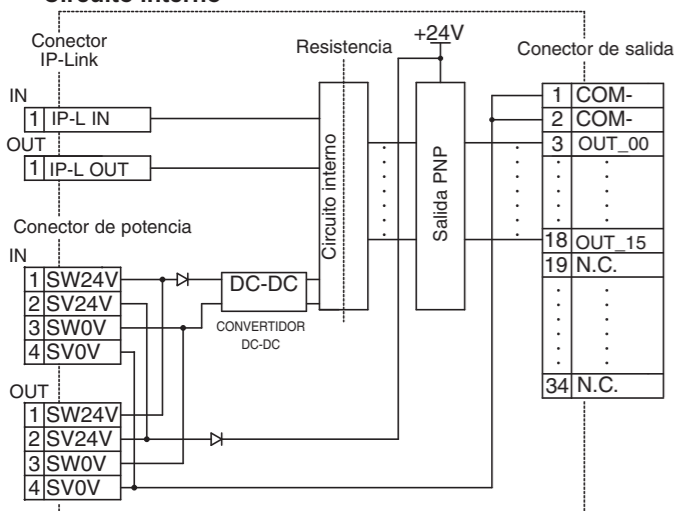 Circuito interno
Conector
IP-Link
Resistencia
+24V
Conector de salida
IN
1 IP-L IN
OUT
1 IP-L OUT
Circuito interno
Salida PNP
1 COM-
2 COM-
3 OUT_00
18 OUT_15
19 N.C.
34 N.C.
Conector de potencia
IN
1 SW24V
2 SV24V
3 SW0V
4 SV0V
DC-DC
CONVERTIDOR
DC-DC
OUT
1 SW24V
2 SV24V
3 SW0V
4 SV0V